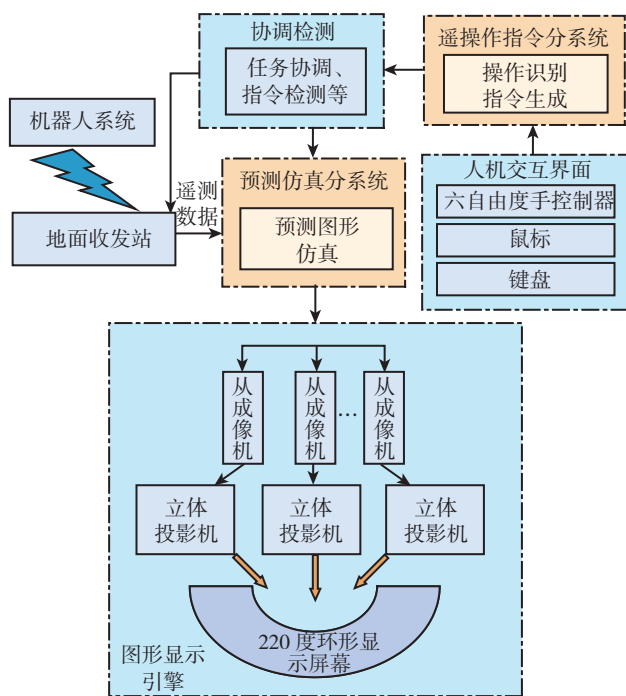 协调检测
任务协调、
指令检测等
遥操作指令分系统
操作识别
指令生成
机器人系统
遥测
数据
地面收发站
预测仿真分系统
预测图形
仿真
人机交互界面
六自由度手控制器
鼠标
键盘
从成像机
从成像机
…
从成像机
立体
投影机
立体
投影机
立体
投影机
220 度环形显
示屏幕
图形显示
引擎